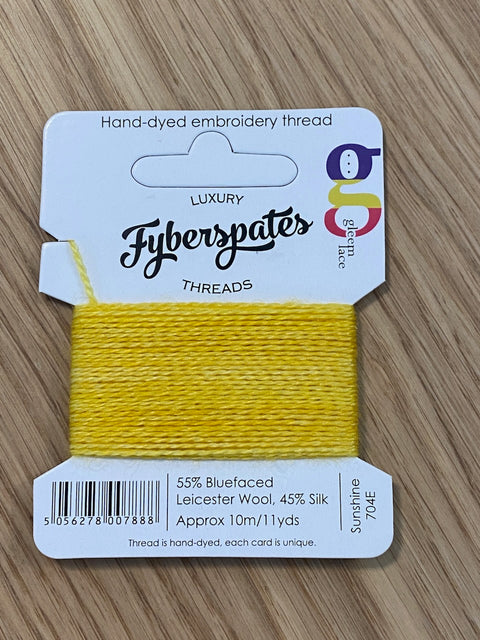 Hand-dyed embroidery thread
LUXURY
Fyberspates
THREADS
g
gleem
lace
55% Bluefaced
Leicester Wool, 45% Silk
Approx 10m/11yds
Sunshine
704E
5 056278 007888
Thread is hand-dyed, each card is unique.